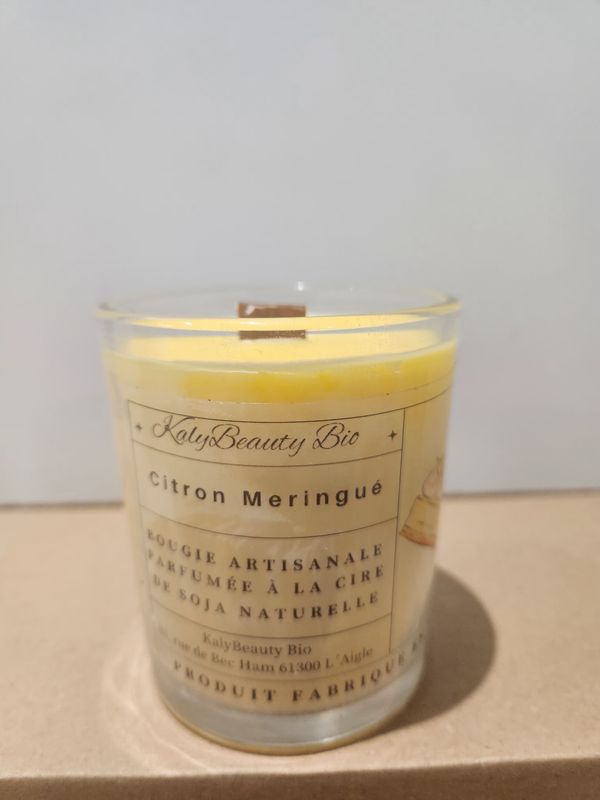 KalyBeauty Bio
Citron Meringué
BOUGIE ARTISANALE
PARFUMÉE À LA CIRE
DE SOJA NATURELLE
KalyBeauty Bio
rue de Bec Ham 61300 L'Aigle
PRODUIT FABRIQUE